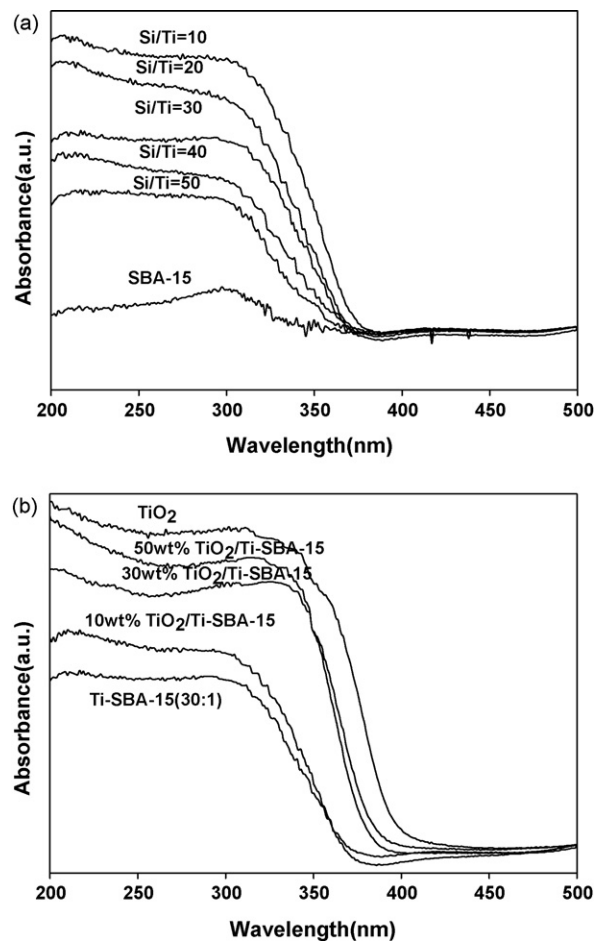 (a)
Si/Ti=10
Si/Ti=20
Si/Ti=30
Si/Ti=40
Si/Ti=50
SBA-15
Absorbance(a.u.)
200 250 300 350 400 450 500
Wavelength(nm)
(b)
TiO2
50wt% TiO2/Ti-SBA-15
30wt% TiO2/Ti-SBA-15
10wt% TiO2/Ti-SBA-15
Ti-SBA-15(30:1)
Absorbance(a.u.)
200 250 300 350 400 450 500
Wavelength(nm)